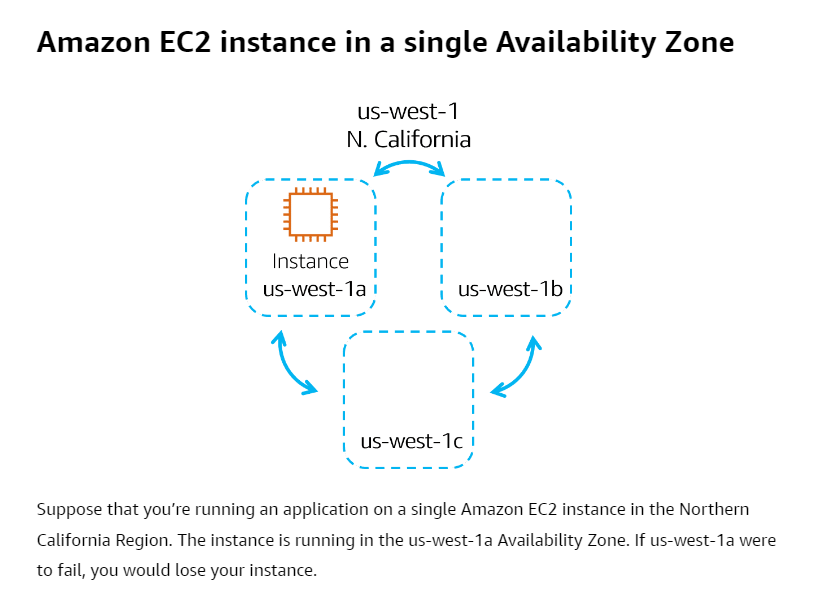 Amazon EC2 instance in a single Availability Zone
us-west-1
N. California
Instance
us-west-1a
us-west-1b
us-west-1c
Suppose that you’re running an application on a single Amazon EC2 instance in the Northern
California Region. The instance is running in the us-west-1a Availability Zone. If us-west-1a were
to fail, you would lose your instance.